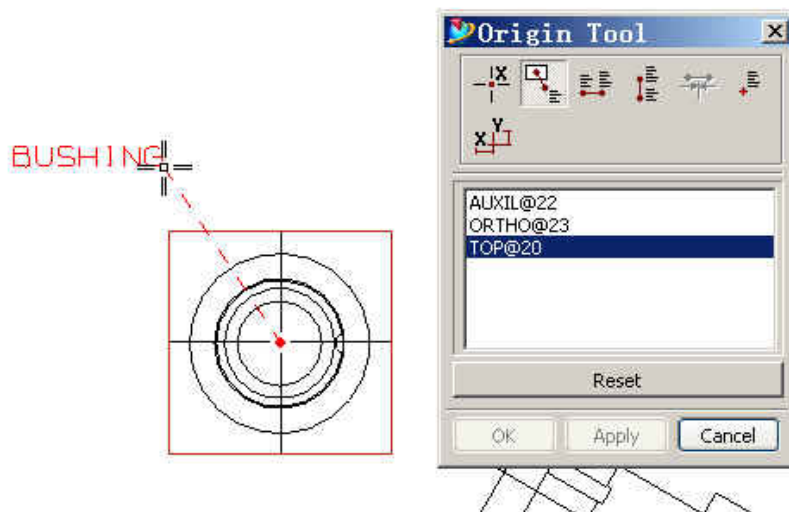 Origin Tool
BUSHING
AUXIL@22
ORTHO@23
TOP@20
Reset
OK Apply Cancel